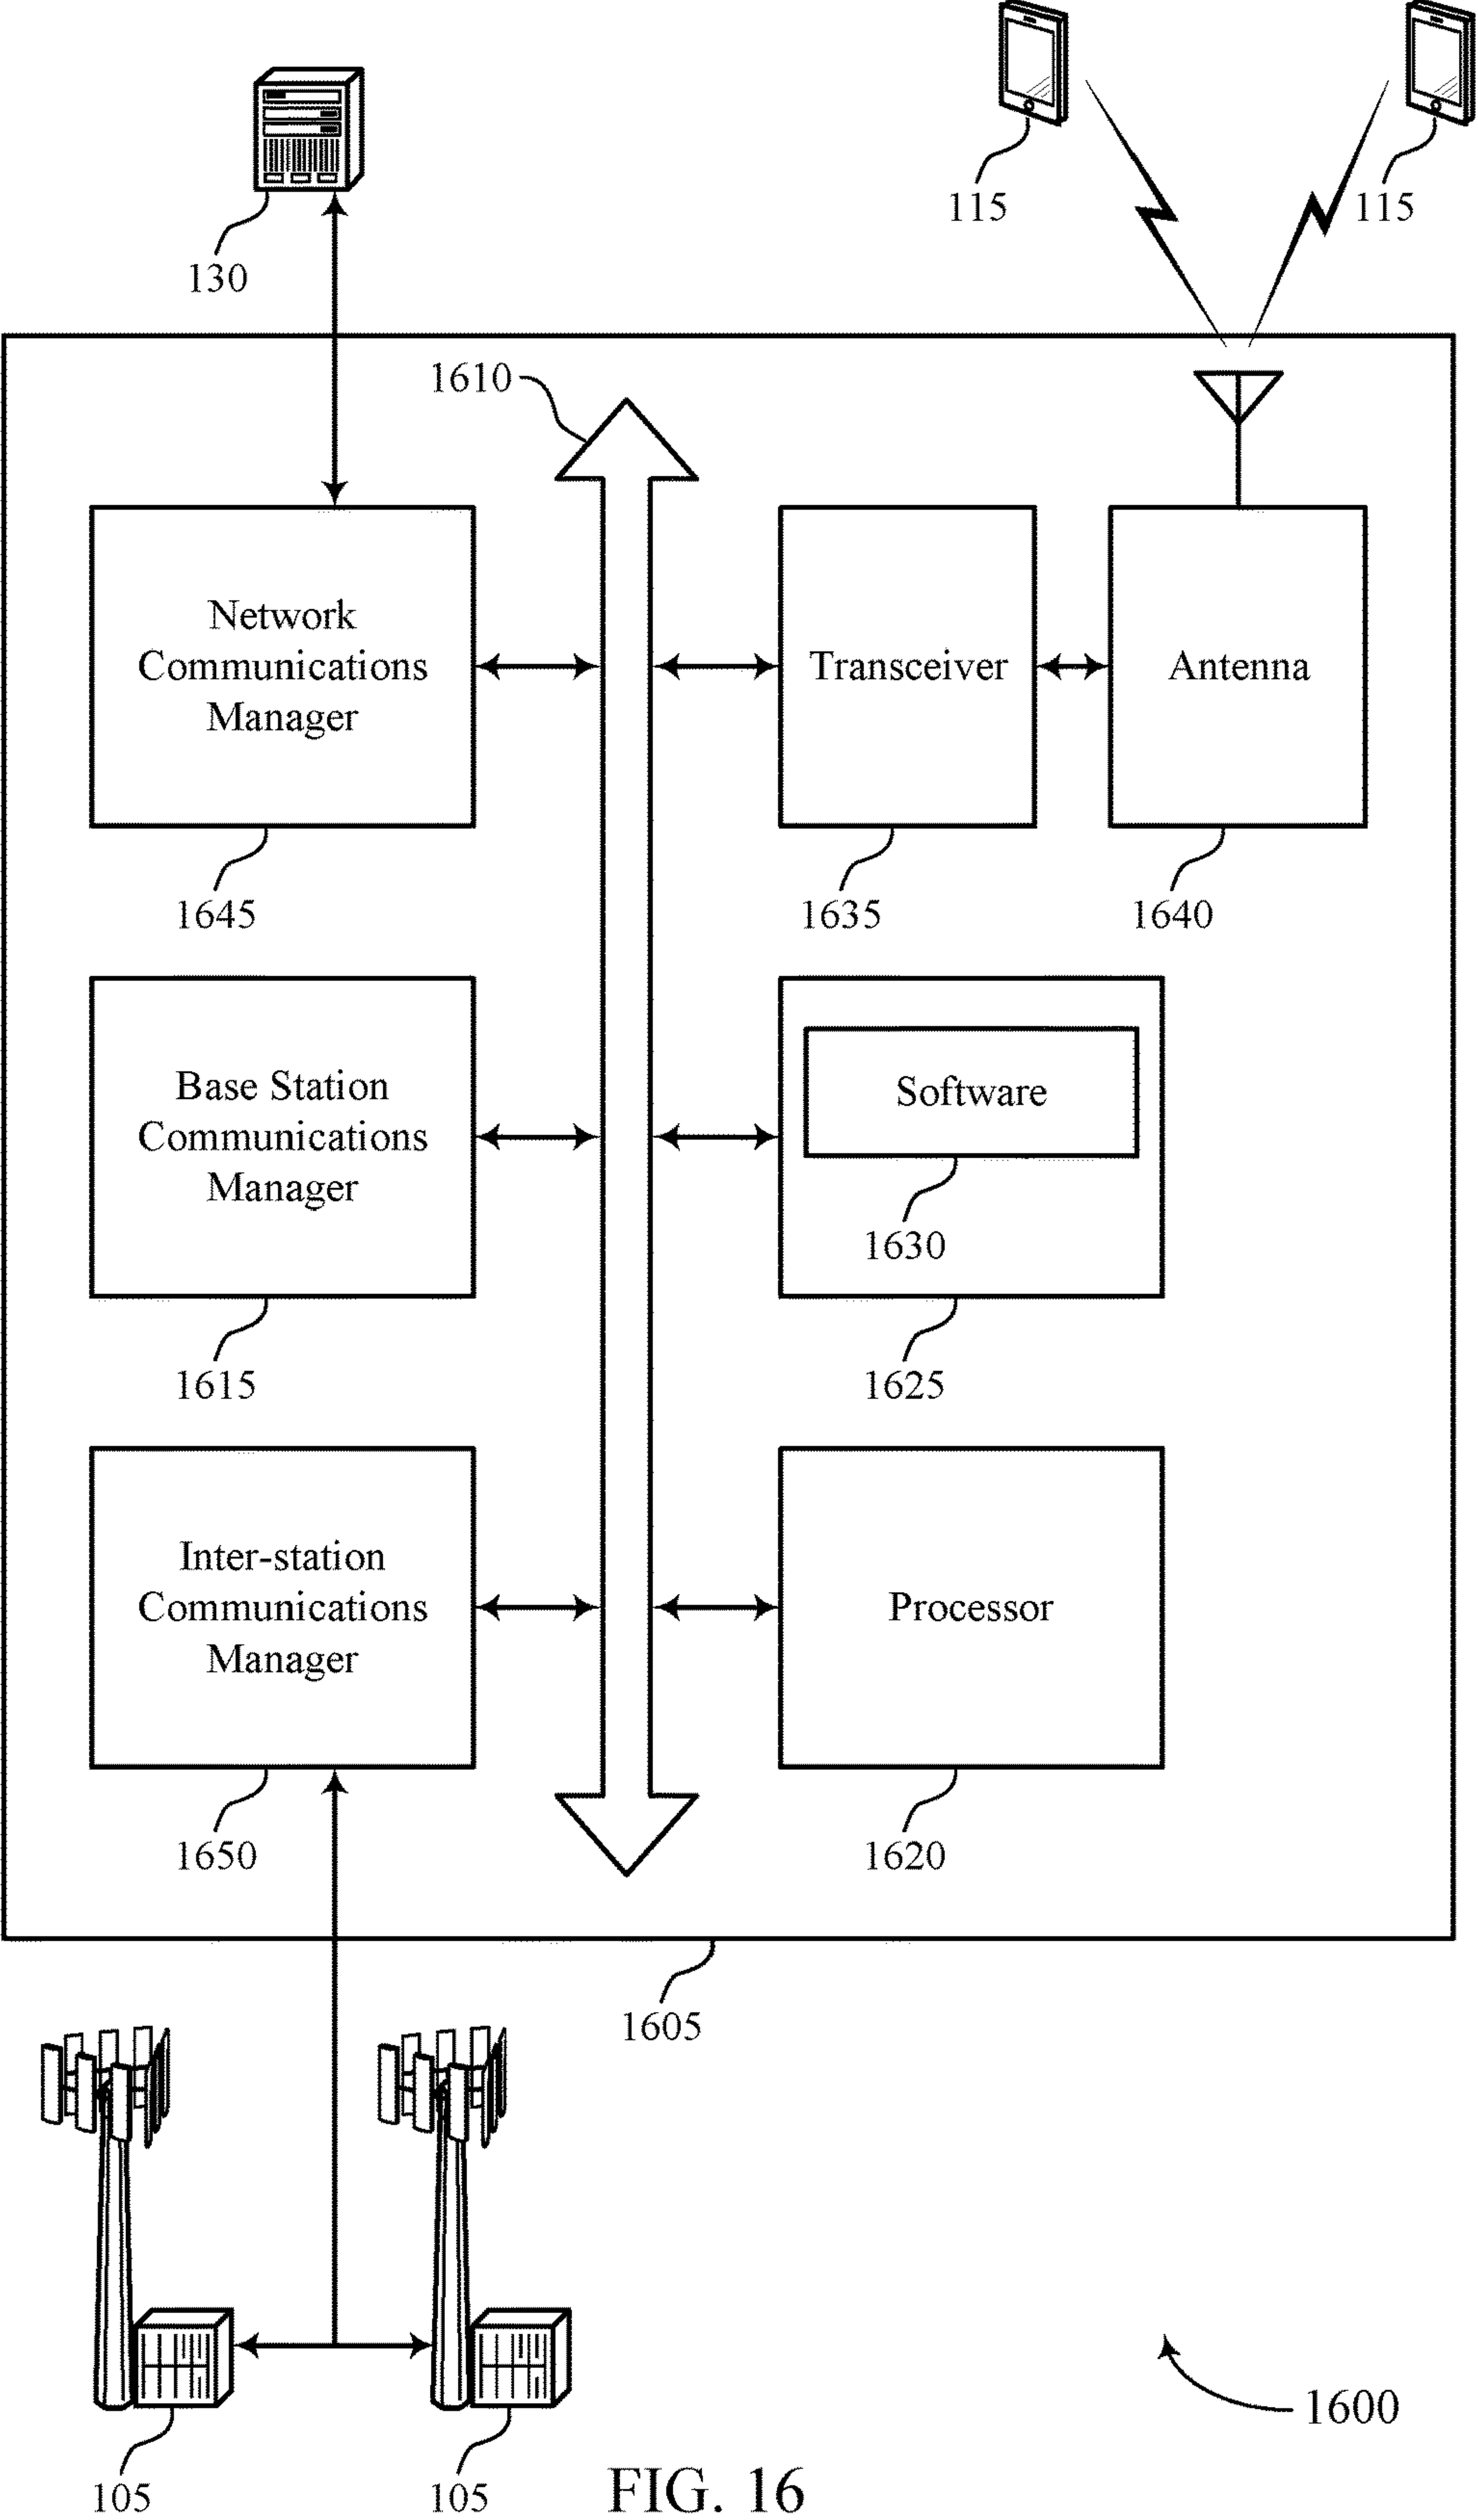 130
115
115
1610
Network
Communications
Manager
Transceiver
Antenna
1645
1635
1640
Base Station
Communications
Manager
Software
1630
1615
1625
Inter-station
Communications
Manager
Processor
1650
1620
1605
105
105
1600
FIG. 16